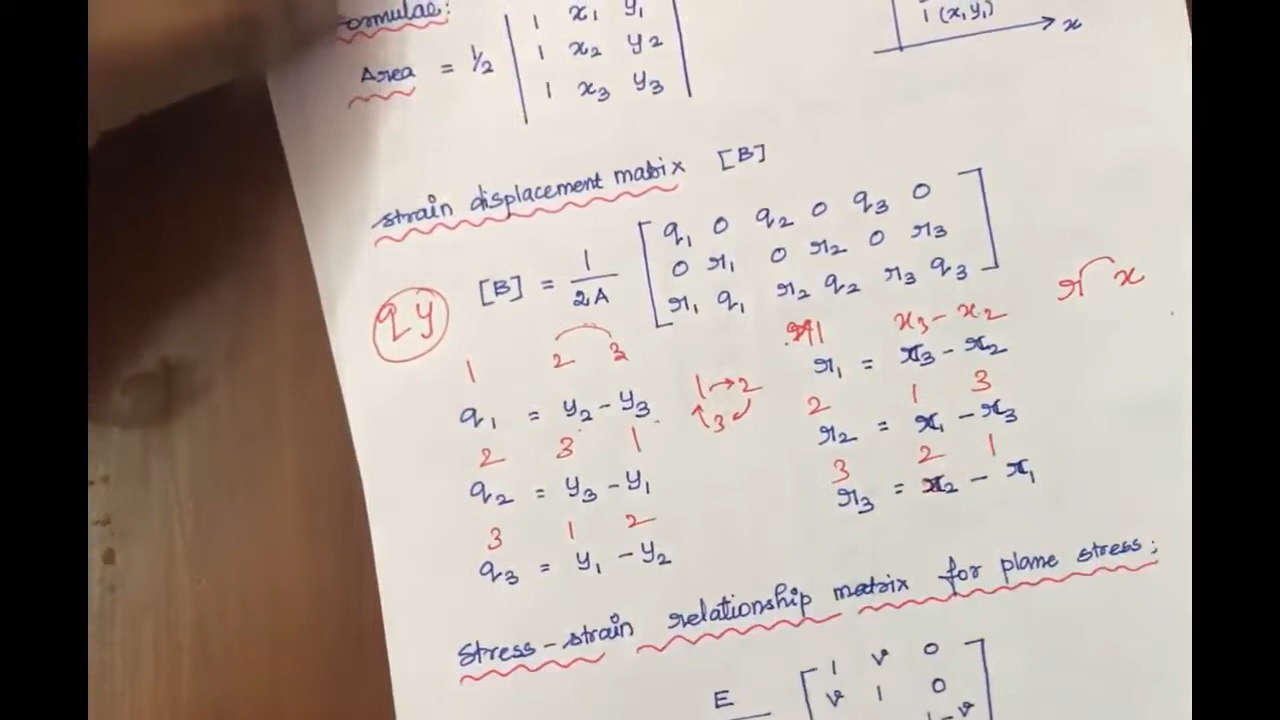 ormulae:
1 x₁ y₁
Area = ½ | 1 x₂ y₂ |
1 x₃ y₃
1 (x₁y₁)
x
strain displacement matrix [B]
[B] = 1/2A [ q₁ 0 q₂ 0 q₃ 0
0 r₁ 0 r₂ 0 r₃
r₁ q₁ r₂ q₂ r₃ q₃ ]
q y
r x
1 2 3
q₁ = y₂ - y₃
2 3 1
q₂ = y₃ - y₁
3 1 2
q₃ = y₁ - y₂
1 → 2
3
x₃ - x₂
r₁ = x₃ - x₂
2 1 3
r₂ = x₁ - x₃
3 2 1
r₃ = x₂ - x₁
Stress-strain relationship matrix for plane stress:
E [ 1 v 0
v 1 0
1-v